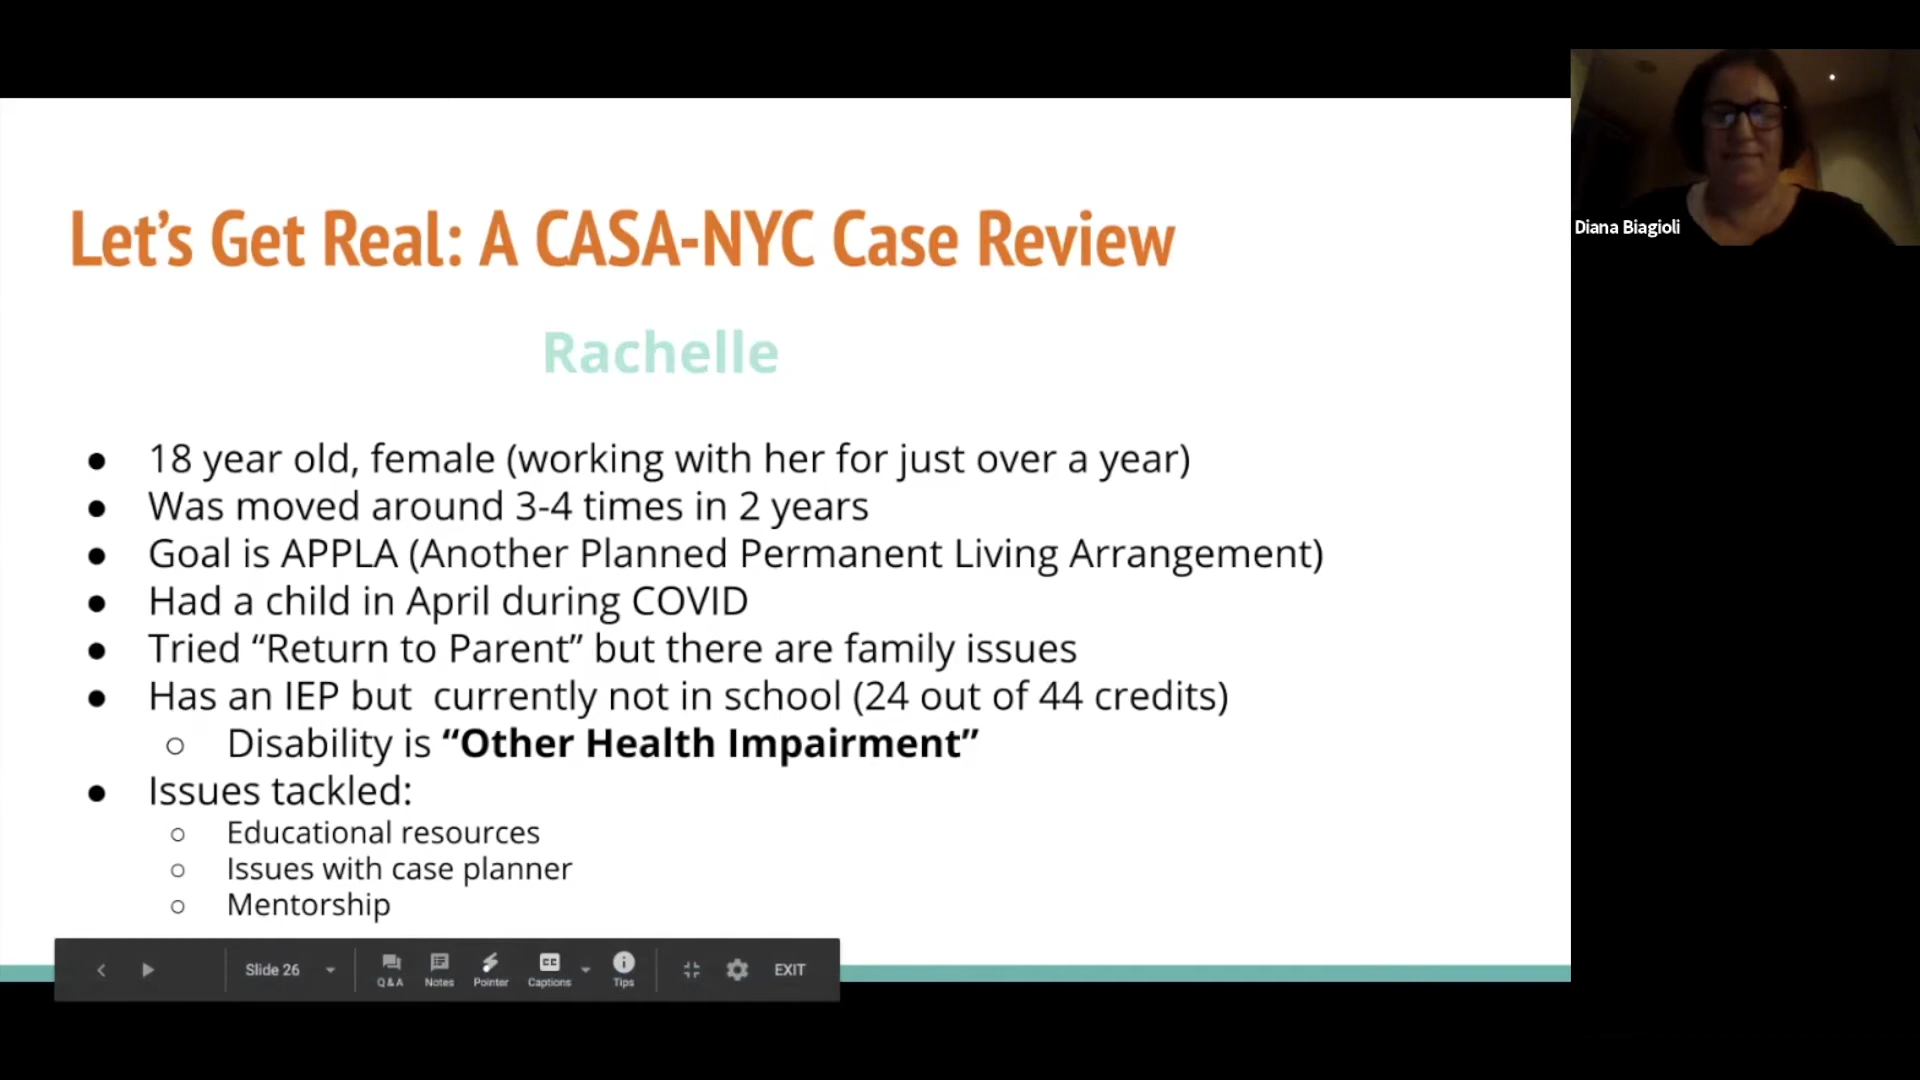 Let's Get Real: A CASA-NYC Case Review
Rachelle
● 18 year old, female (working with her for just over a year)
● Was moved around 3-4 times in 2 years
● Goal is APPLA (Another Planned Permanent Living Arrangement)
● Had a child in April during COVID
● Tried “Return to Parent” but there are family issues
● Has an IEP but  currently not in school (24 out of 44 credits)
○ Disability is “Other Health Impairment”
● Issues tackled:
○ Educational resources
○ Issues with case planner
○ Mentorship
Slide 26
Q&A
Notes
Pointer
CC
Captions
Tips
EXIT
Diana Biagioli